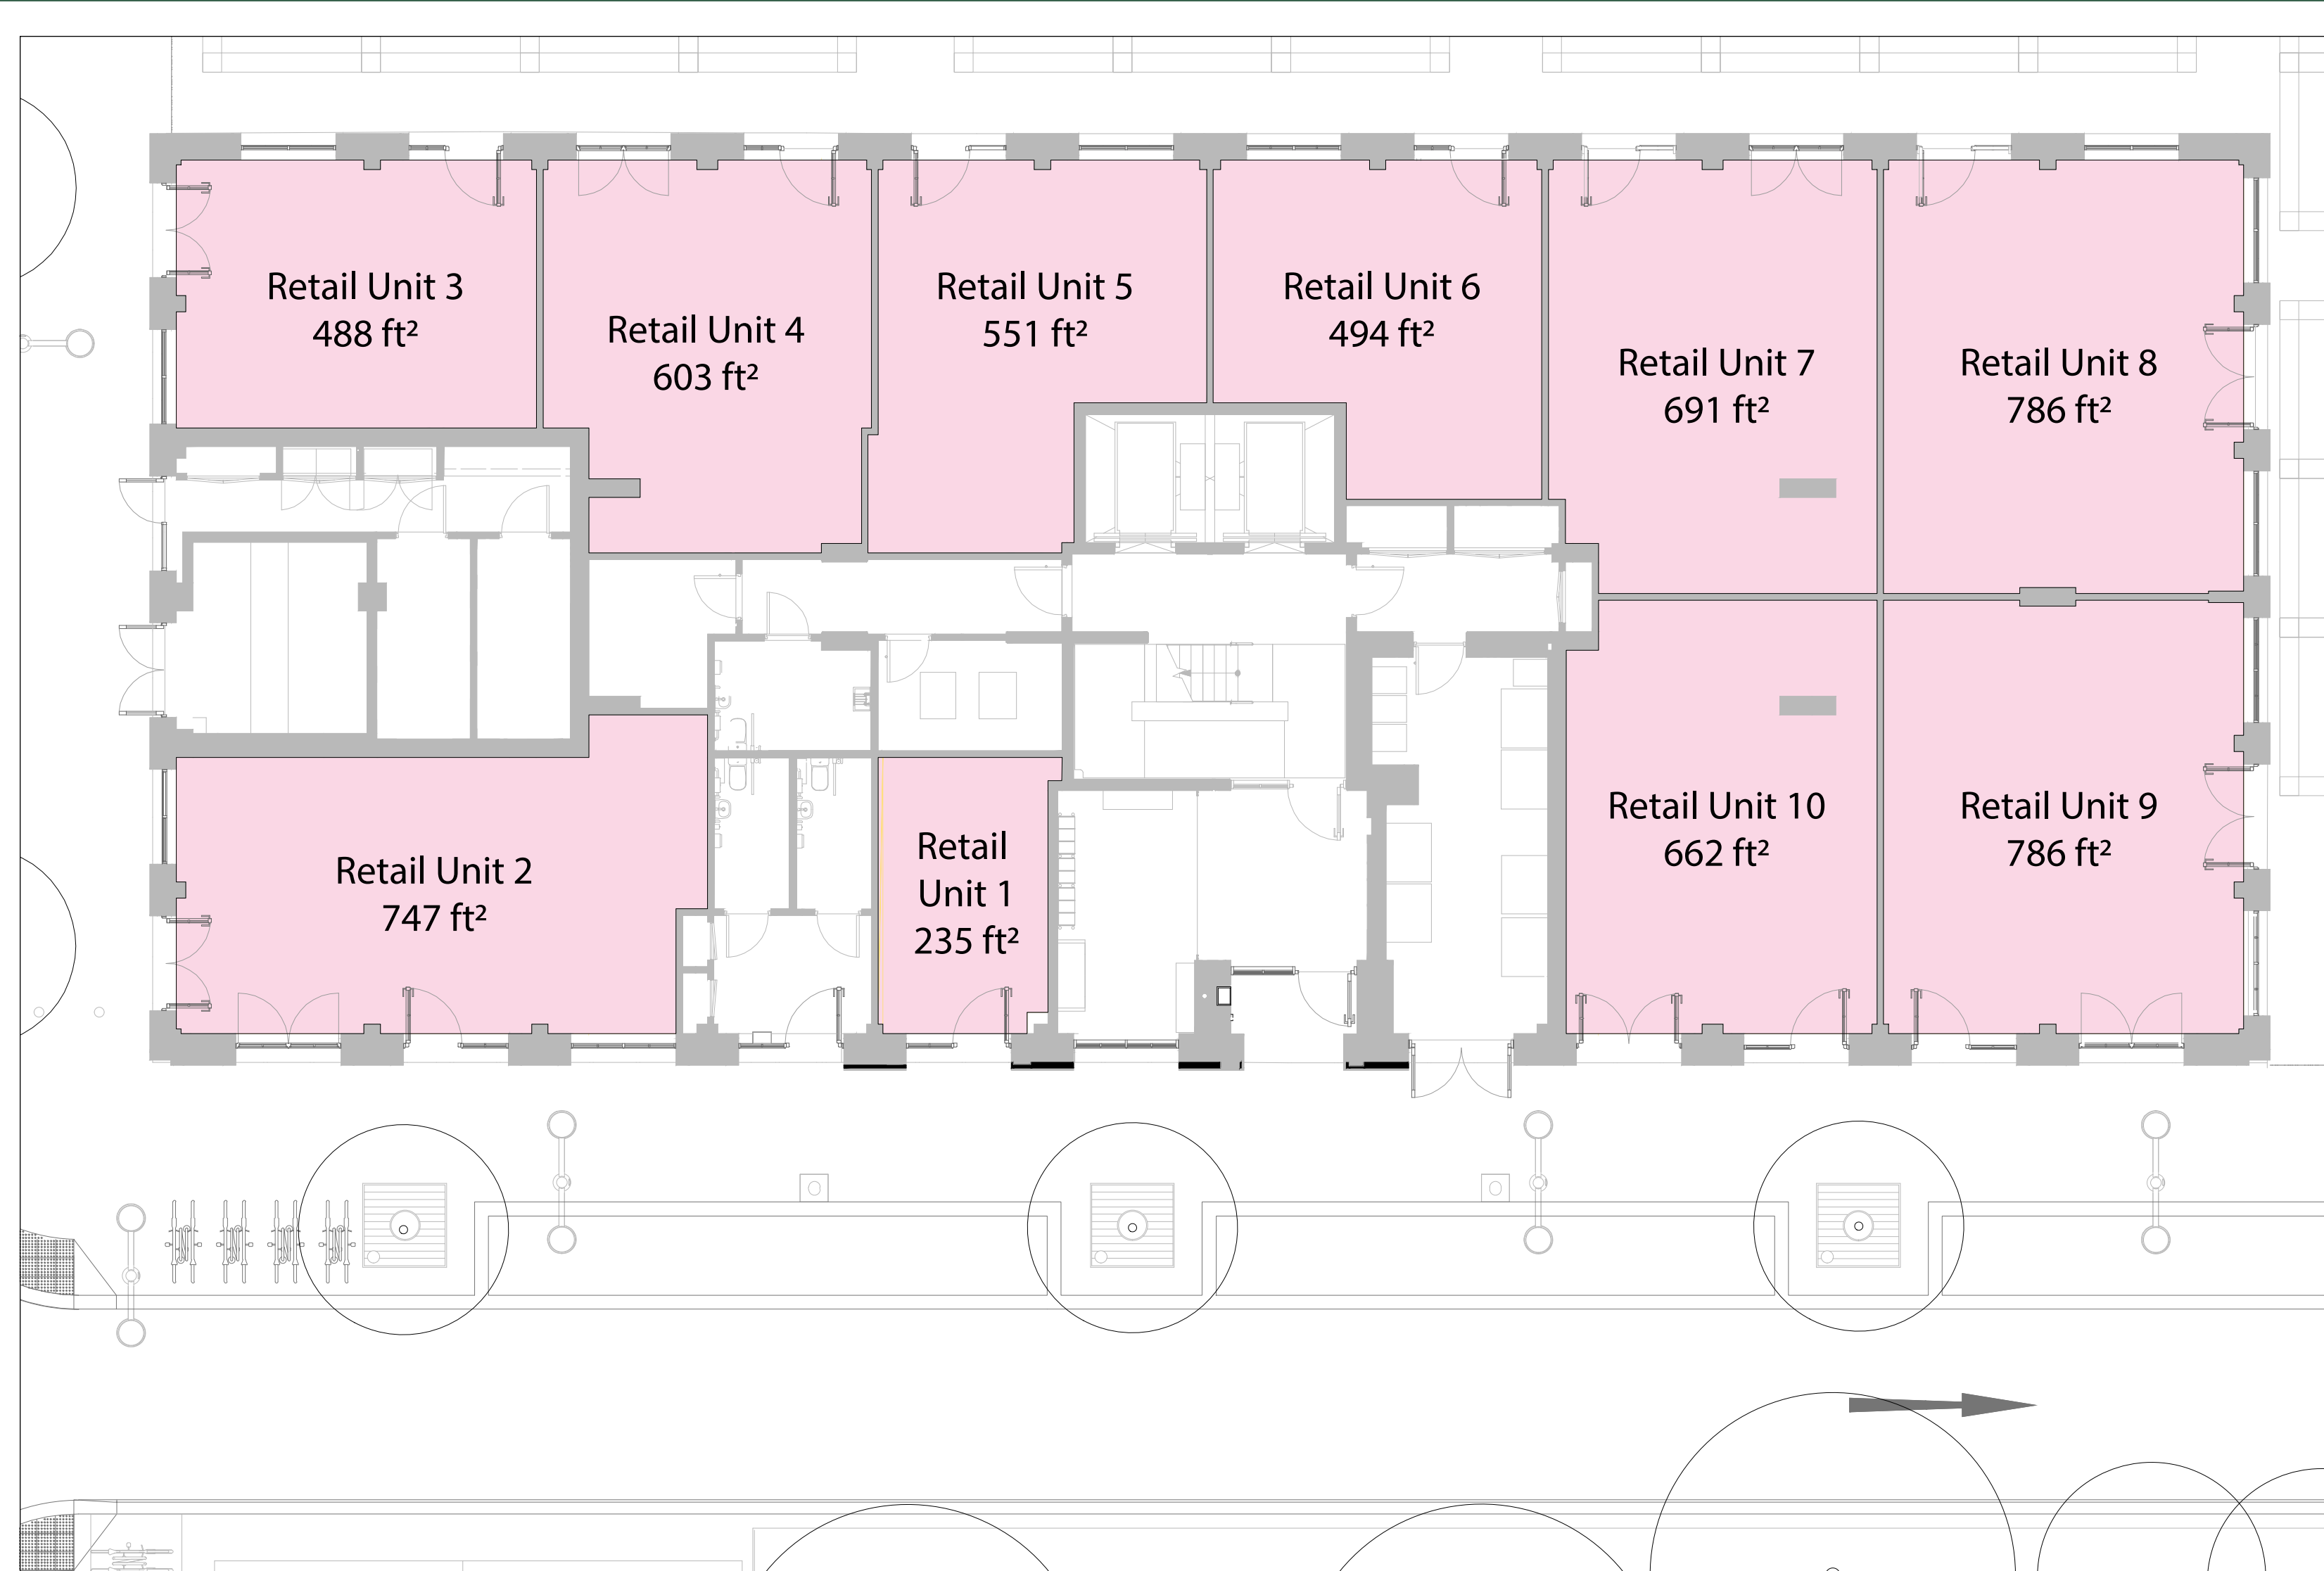 Retail Unit 3
488 ft²
Retail Unit 4
603 ft²
Retail Unit 5
551 ft²
Retail Unit 6
494 ft²
Retail Unit 7
691 ft²
Retail Unit 8
786 ft²
Retail Unit 2
747 ft²
Retail
Unit 1
235 ft²
Retail Unit 10
662 ft²
Retail Unit 9
786 ft²